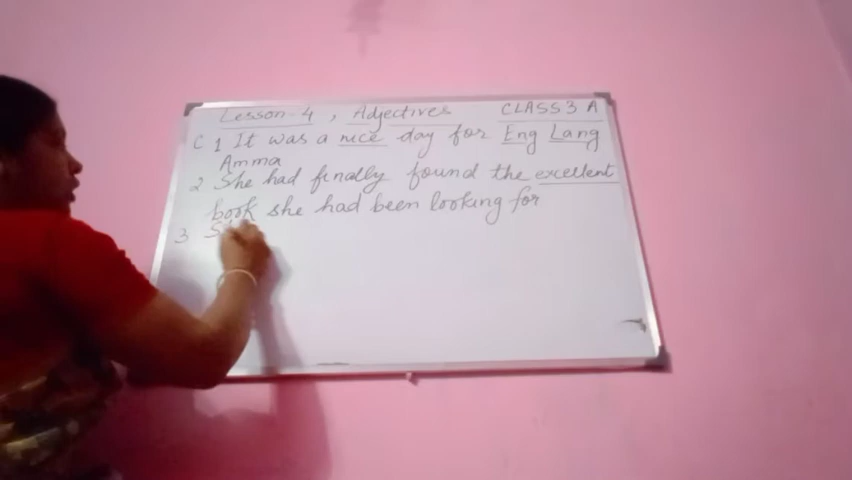 Lesson-4, Adjectives CLASS 3 A
C 1 It was a nice day for Eng Lang
Amma
2 She had finally found the excellent
book she had been looking for
3